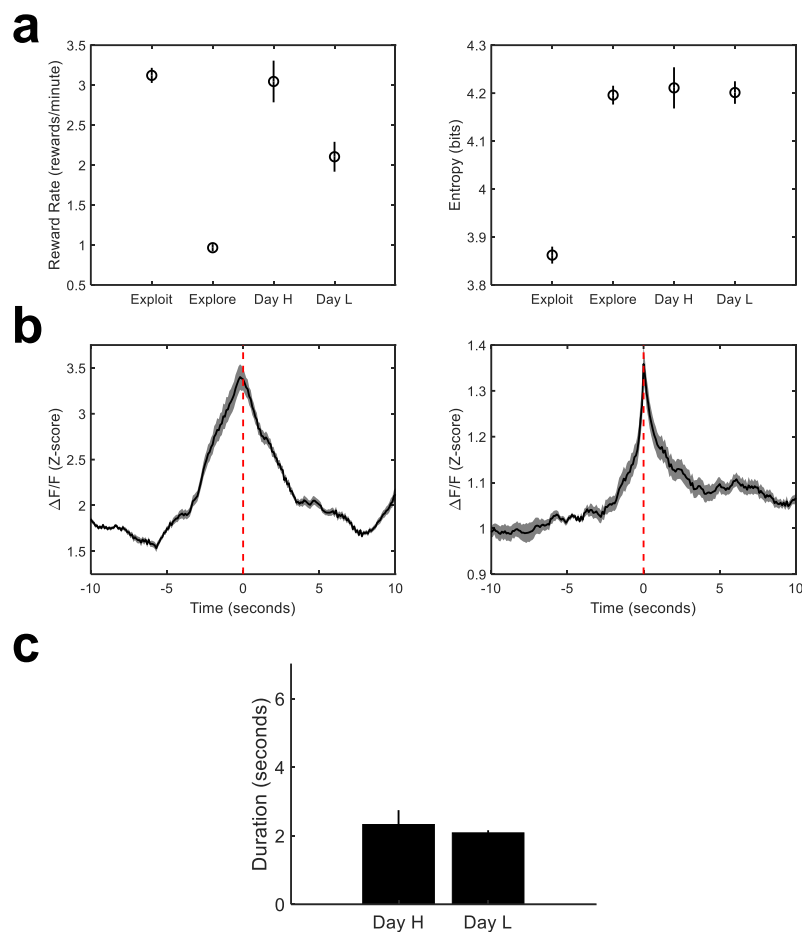 a
Reward Rate (rewards/minute)
3.5
3
2.5
2
1.5
1
0.5
Exploit Explore Day H Day L
Entropy (bits)
4.3
4.2
4.1
4
3.9
3.8
Exploit Explore Day H Day L
b
ΔF/F (Z-score)
3.5
3
2.5
2
1.5
-10 -5 0 5 10
Time (seconds)
ΔF/F (Z-score)
1.4
1.3
1.2
1.1
1
0.9
-10 -5 0 5 10
Time (seconds)
c
Duration (seconds)
6
4
2
0
Day H Day L